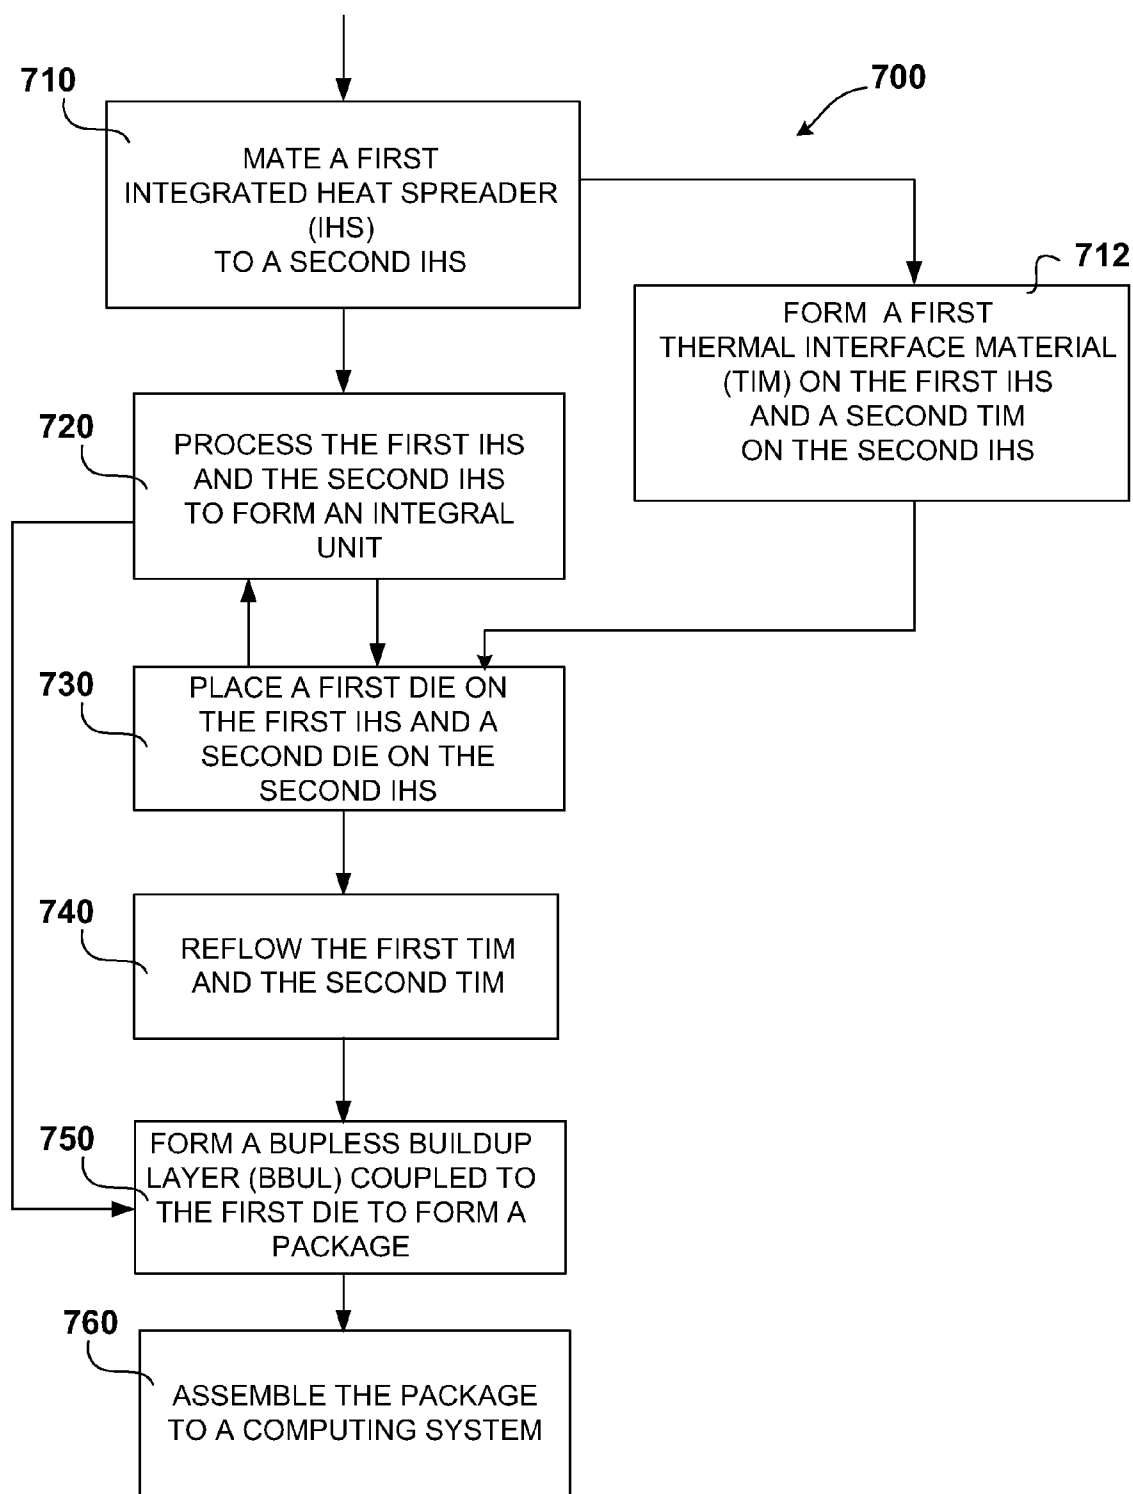 710
700
MATE A FIRST
INTEGRATED HEAT SPREADER
(IHS)
TO A SECOND IHS
712
FORM A FIRST
THERMAL INTERFACE MATERIAL
(TIM) ON THE FIRST IHS
AND A SECOND TIM
ON THE SECOND IHS
720
PROCESS THE FIRST IHS
AND THE SECOND IHS
TO FORM AN INTEGRAL
UNIT
730
PLACE A FIRST DIE ON
THE FIRST IHS AND A
SECOND DIE ON THE
SECOND IHS
740
REFLOW THE FIRST TIM
AND THE SECOND TIM
750
FORM A BUPLESS BUILDUP
LAYER (BBUL) COUPLED TO
THE FIRST DIE TO FORM A
PACKAGE
760
ASSEMBLE THE PACKAGE
TO A COMPUTING SYSTEM